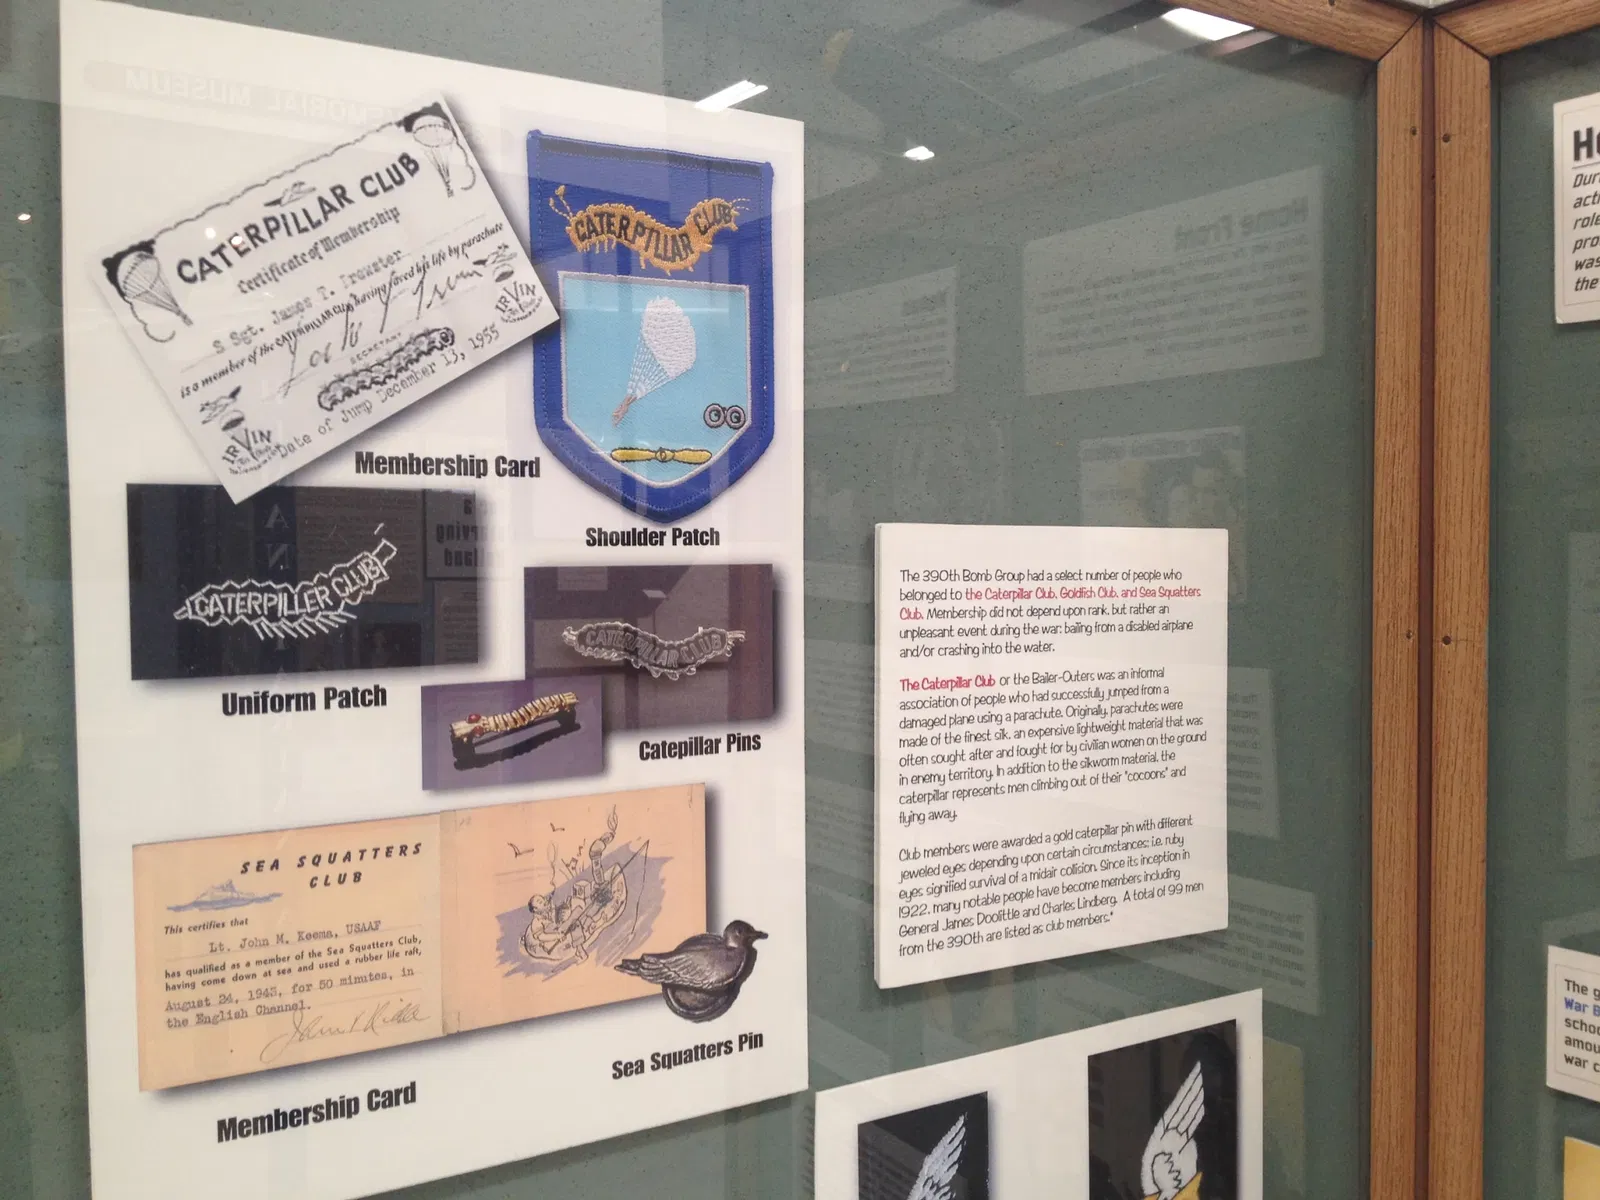 CATERPILLAR CLUB
Certificate of Membership
S Sgt. James T. Trowster
is a member of the CATERPILLAR CLUB having saved his life by parachute
SECRETARY
Date of Jump December 13, 1955
IRVIN
IRVIN
Membership Card
CATERPILLAR CLUB
Shoulder Patch
CATERPILLER CLUB
Uniform Patch
CATERPILLAR CLUB
Catepillar Pins
SEA SQUATTERS
CLUB
This certifies that
Lt. John M. Keema, USAAF
has qualified as a member of the Sea Squatters Club,
having come down at sea and used a rubber life raft,
August 24, 1943, for 50 minutes, in
the English Channel.
Membership Card
Sea Squatters Pin
The 390th Bomb Group had a select number of people who
belonged to the Caterpillar Club, Goldfish Club, and Sea Squatters
Club. Membership did not depend upon rank, but rather an
unpleasant event during the war: bailing from a disabled airplane
and/or crashing into the water.
The Caterpillar Club or the Bailer-Outers was an informal
association of people who had successfully jumped from a
damaged plane using a parachute. Originally, parachutes were
made of the finest silk, an expensive lightweight material that was
often sought after and fought for by civilian women on the ground
in enemy territory. In addition to the silkworm material, the
caterpillar represents men climbing out of their "cocoons" and
flying away.
Club members were awarded a gold caterpillar pin with different
jeweled eyes depending upon certain circumstances; i.e. ruby
eyes signified survival of a midair collision. Since its inception in
1922, many notable people have become members including
General James Doolittle and Charles Lindberg. A total of 99 men
from the 390th are listed as club members.*
The g
War B
schoo
amou
war c